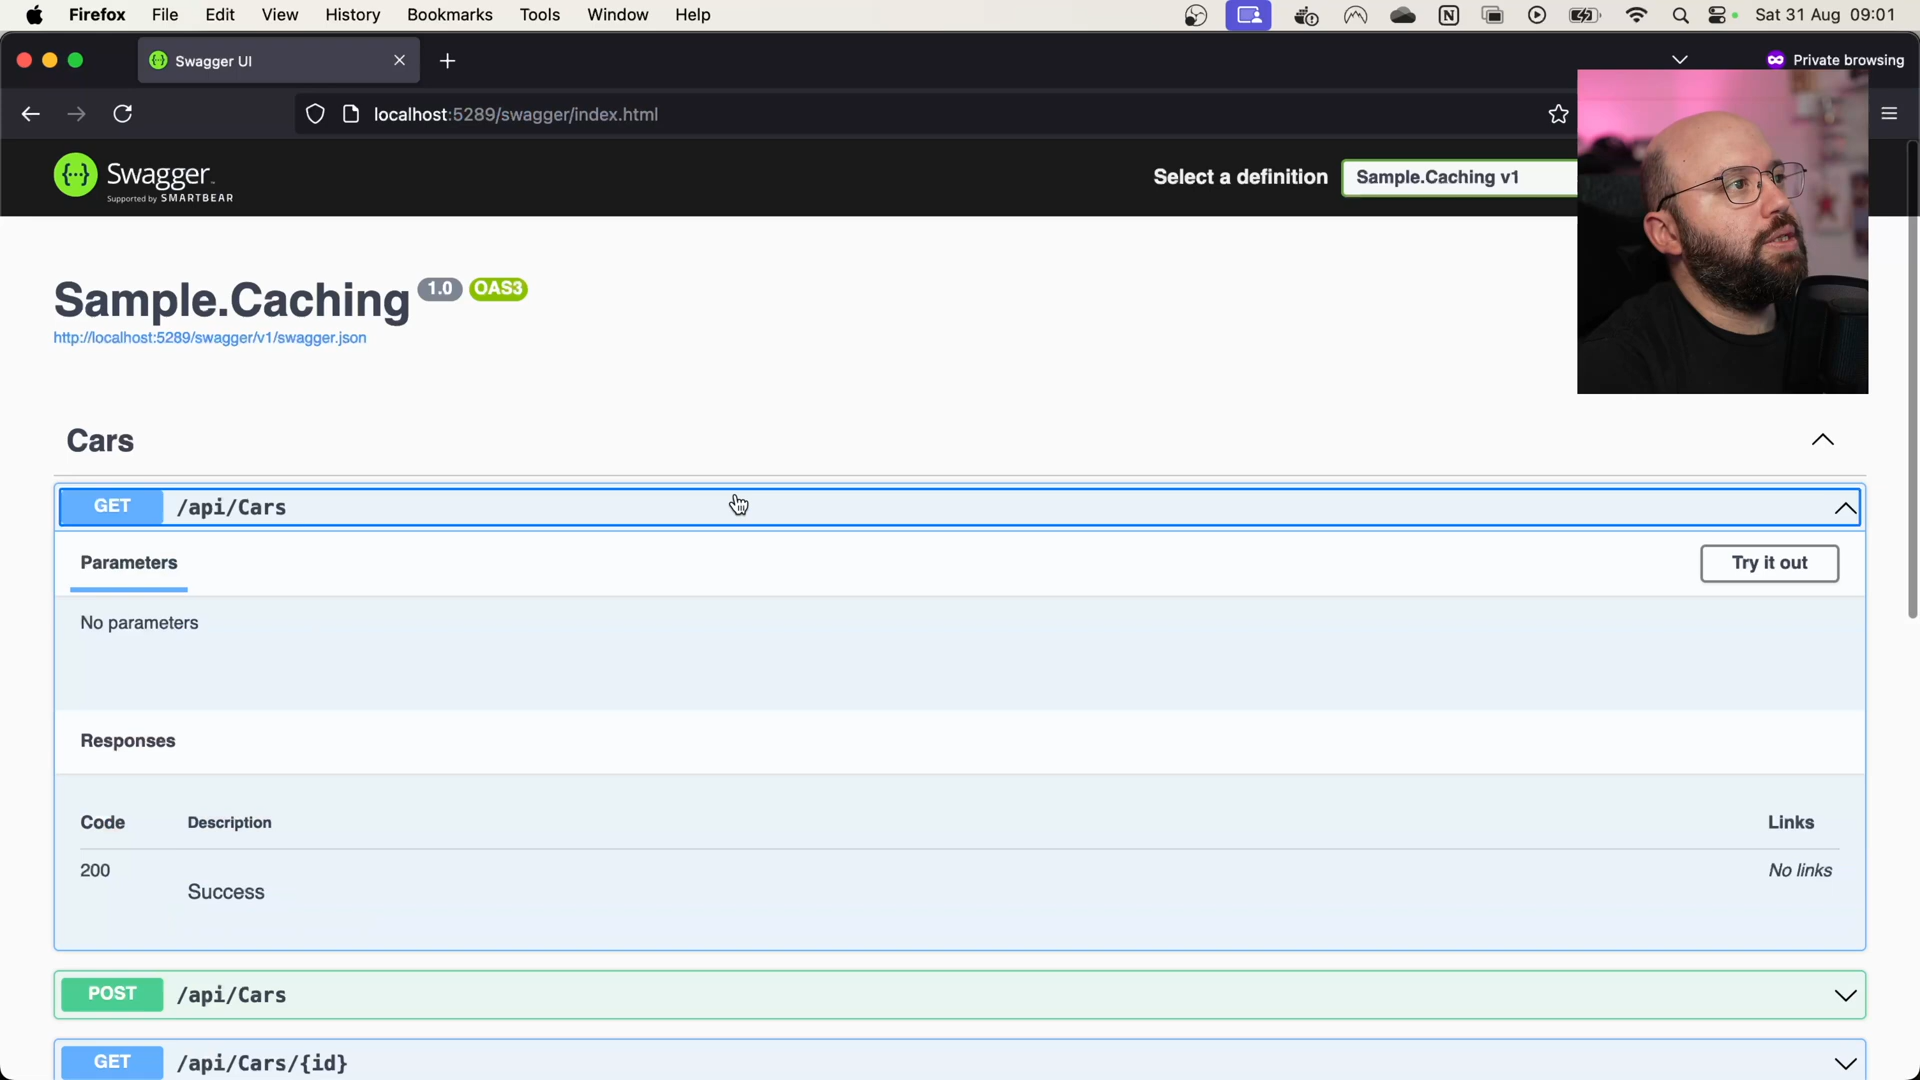 Firefox File Edit View History Bookmarks Tools Window Help Sat 31 Aug 09:01
Swagger UI Private browsing
localhost:5289/swagger/index.html
Swagger
Supported by SMARTBEAR
Select a definition Sample.Caching v1
Sample.Caching 1.0 OAS3
http://localhost:5289/swagger/v1/swagger.json
Cars
GET /api/Cars
Parameters Try it out
No parameters
Responses
Code Description Links
200 No links
Success
POST /api/Cars
GET /api/Cars/{id}